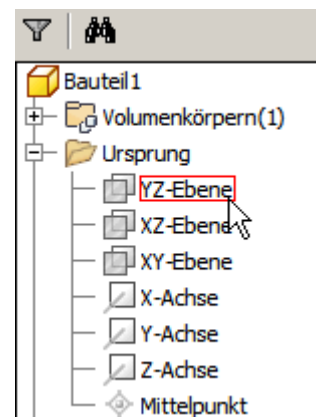 Bauteil1
Volumenkörpern(1)
Ursprung
YZ-Ebene
XZ-Ebene
XY-Ebene
X-Achse
Y-Achse
Z-Achse
Mittelpunkt